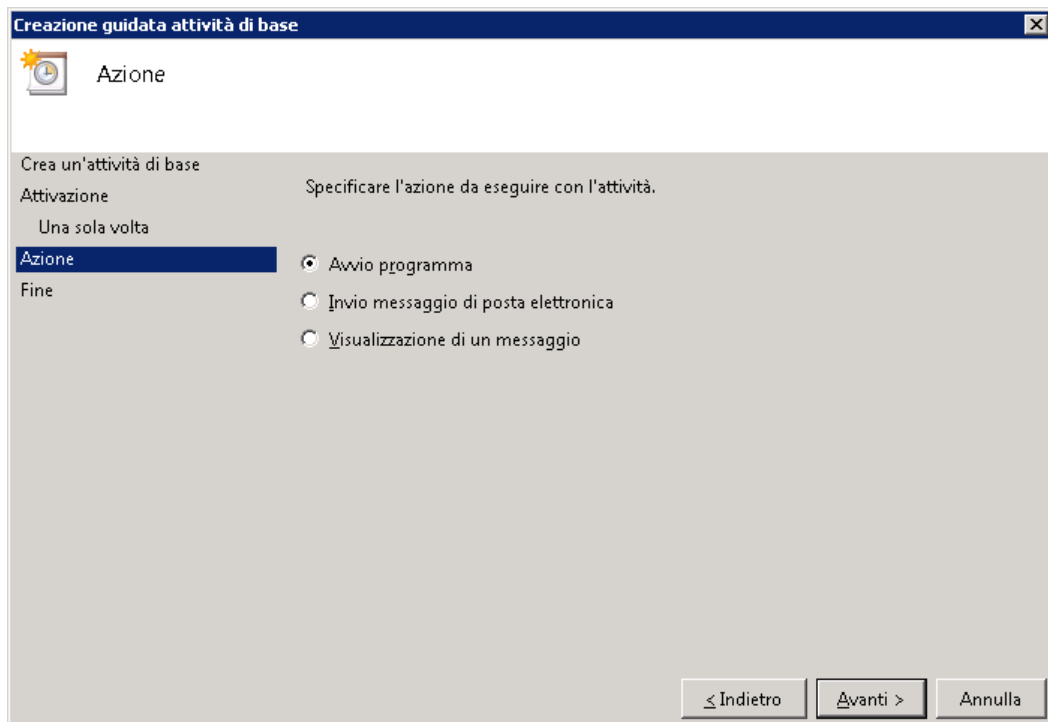 Creazione guidata attività di base
Azione
Crea un'attività di base
Attivazione
Una sola volta
Azione
Fine
Specificare l'azione da eseguire con l'attività.
Avvio programma
Invio messaggio di posta elettronica
Visualizzazione di un messaggio
< Indietro
Avanti >
Annulla